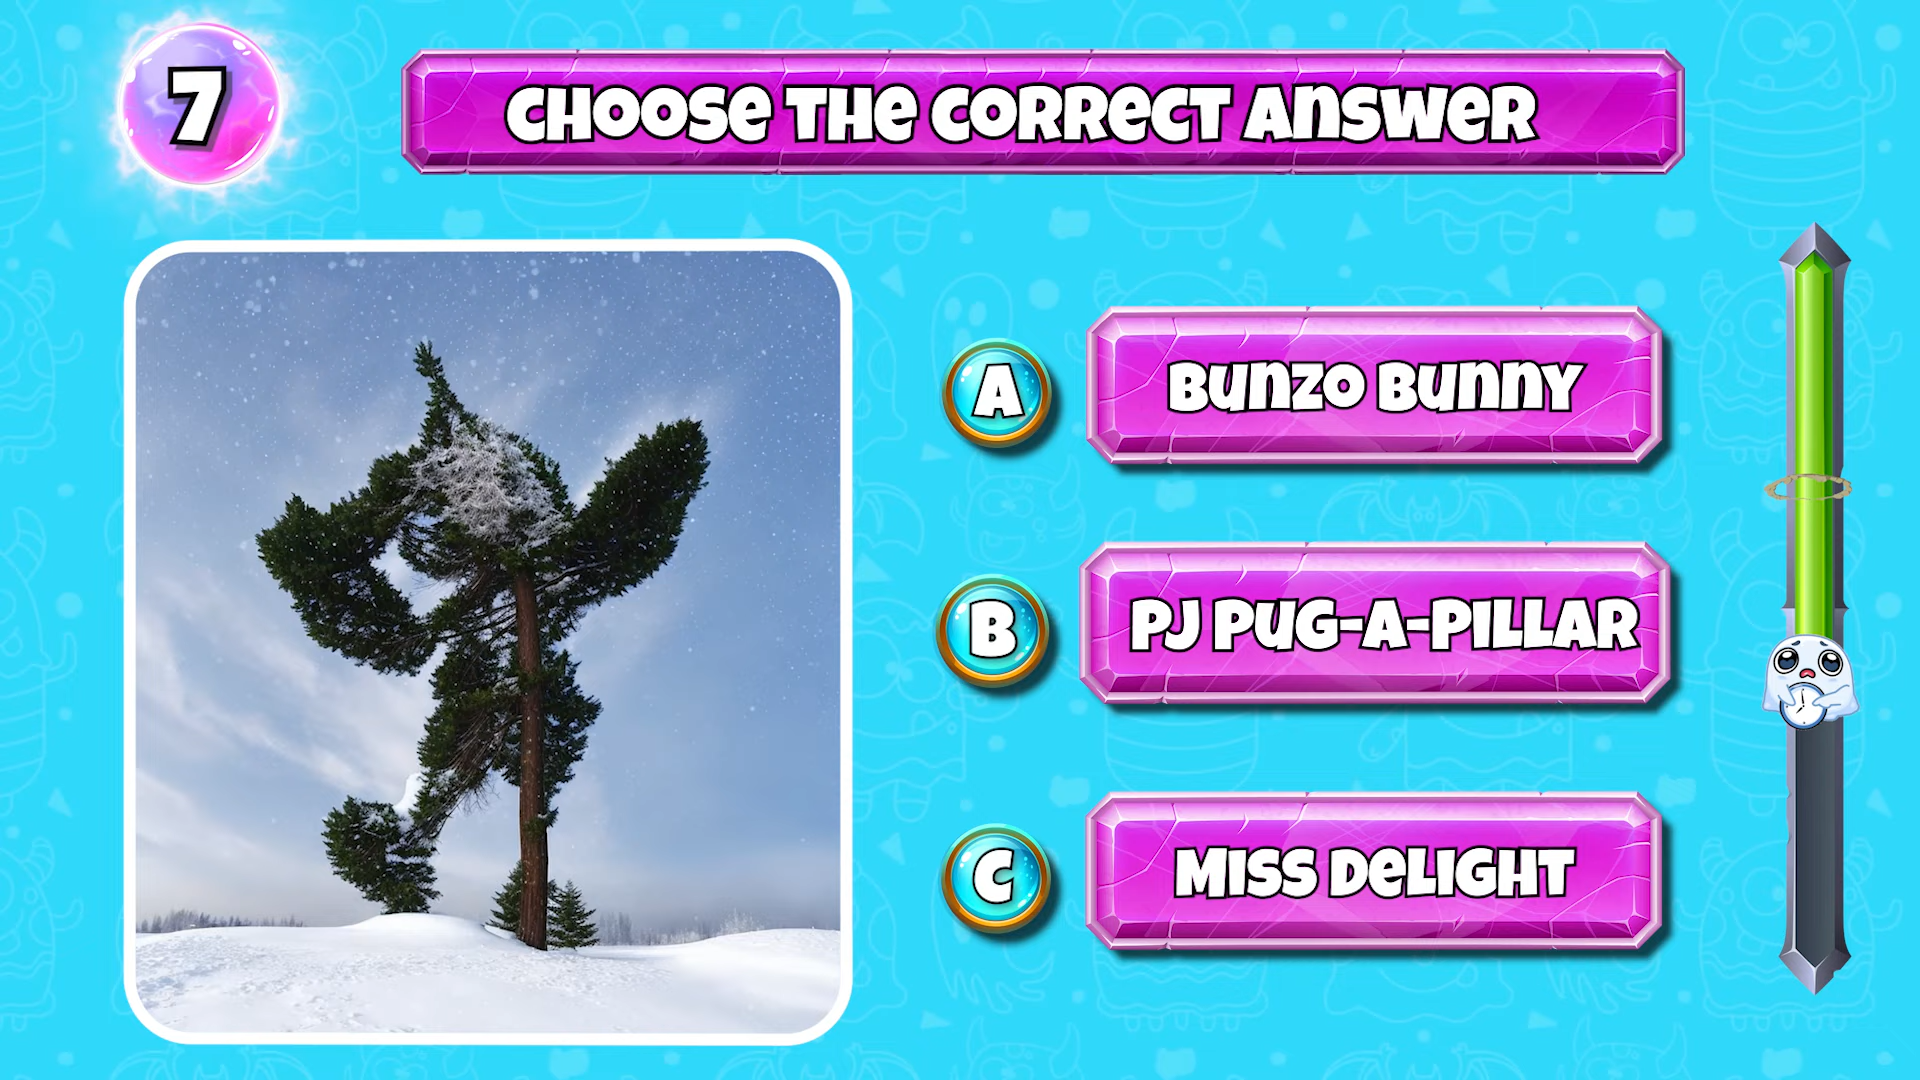 7
CHOOSE THE CORRECT ANSWER
A
BUNZO BUNNY
B
PJ PUG-A-PILLAR
C
MISS DELIGHT